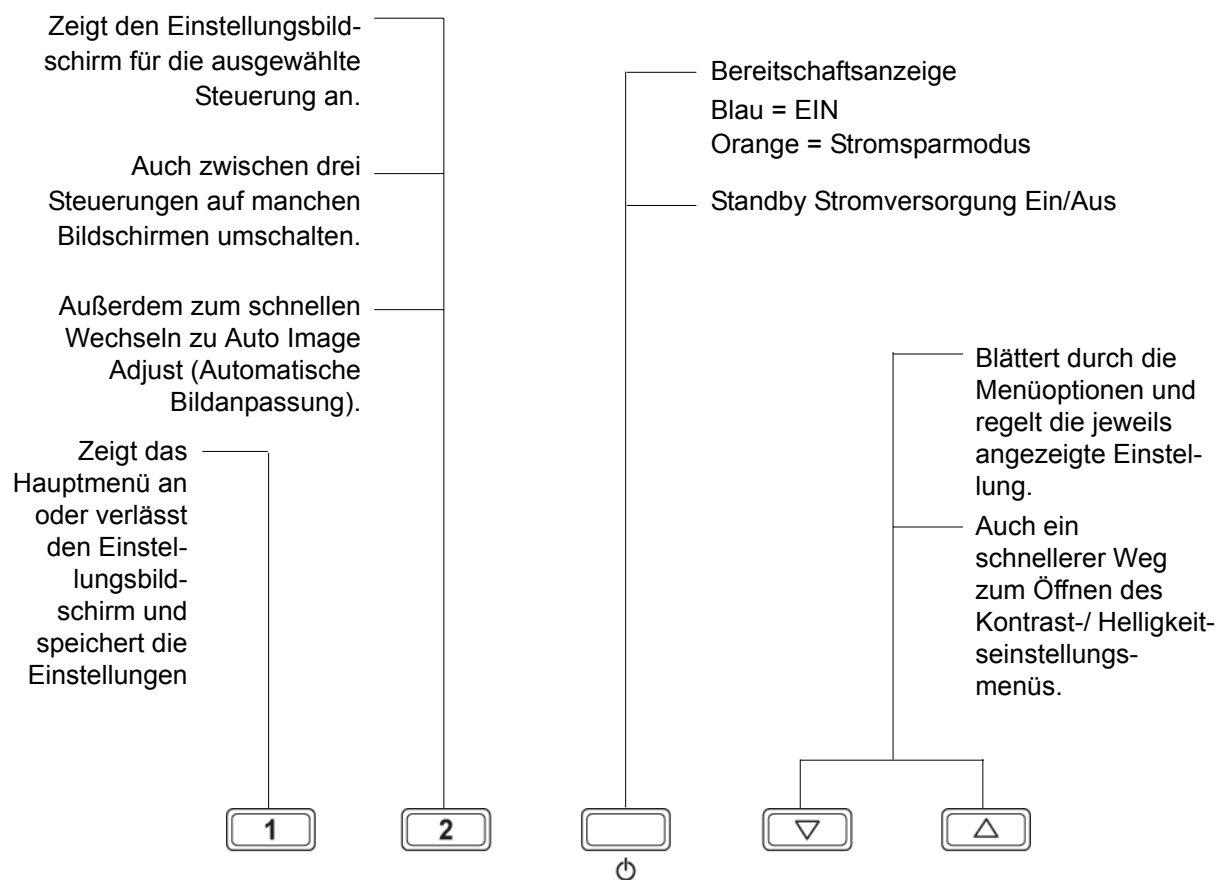 Zeigt den Einstellungsbild-
schirm für die ausgewählte
Steuerung an.
Auch zwischen drei
Steuerungen auf manchen
Bildschirmen umschalten.
Außerdem zum schnellen
Wechseln zu Auto Image
Adjust (Automatische
Bildanpassung).
Zeigt das
Hauptmenü an
oder verlässt
den Einstel-
lungsbild-
schirm und
speichert die
Einstellungen
Bereitschaftsanzeige
Blau = EIN
Orange = Stromsparmodus
Standby Stromversorgung Ein/Aus
Blättert durch die
Menüoptionen und
regelt die jeweils
angezeigte Einstel-
lung.
Auch ein
schnellerer Weg
zum Öffnen des
Kontrast-/ Helligkeit-
seinstellungs-
menüs.
1
2